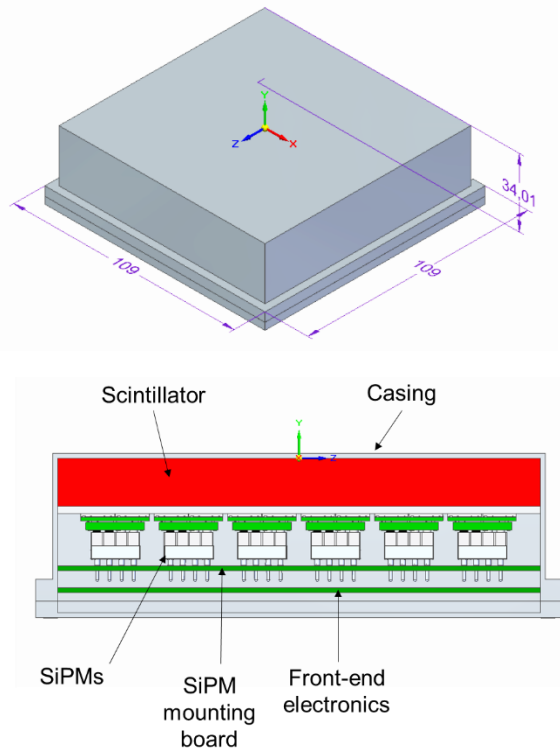 Y
Z
X
34,01
109
109
Scintillator
Casing
Y
Z
SiPMs
SiPM
mounting
board
Front-end
electronics